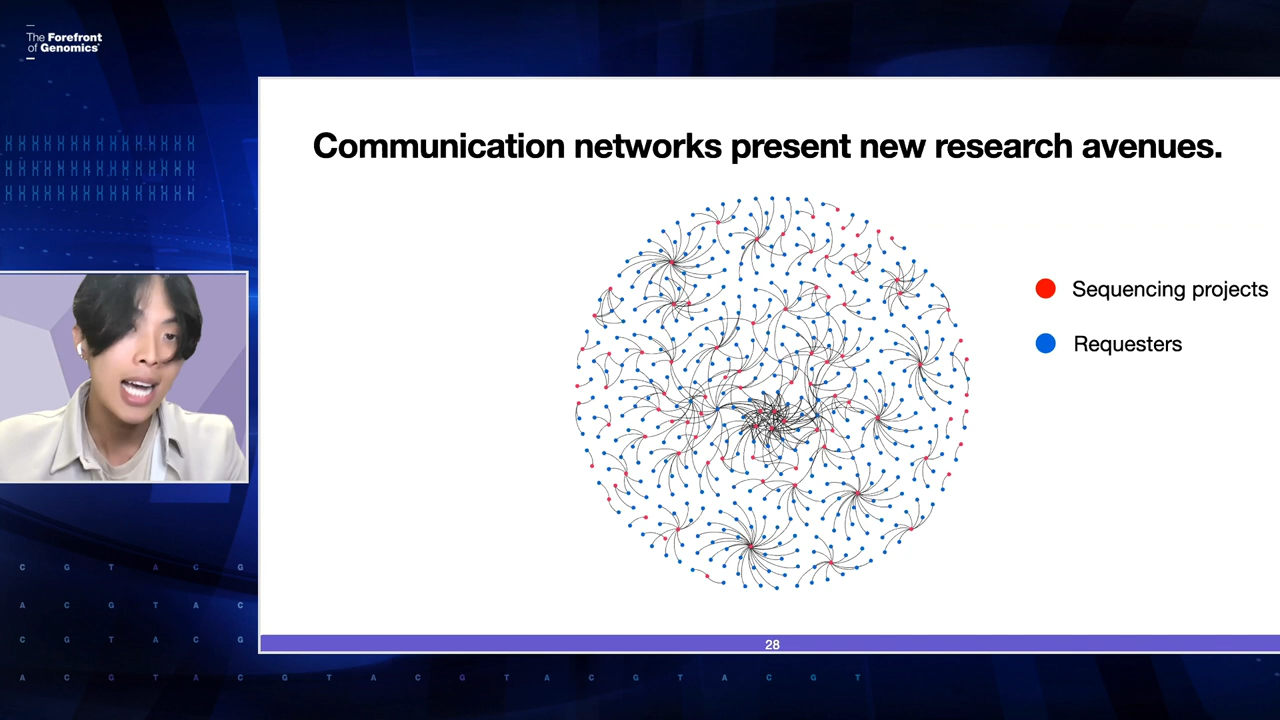 The Forefront
of Genomics®
Communication networks present new research avenues.
Sequencing projects
Requesters
28
C G T A C G
A C G T A C
C G T A C G
A C G T A C G T A C G T A C G T A C G T